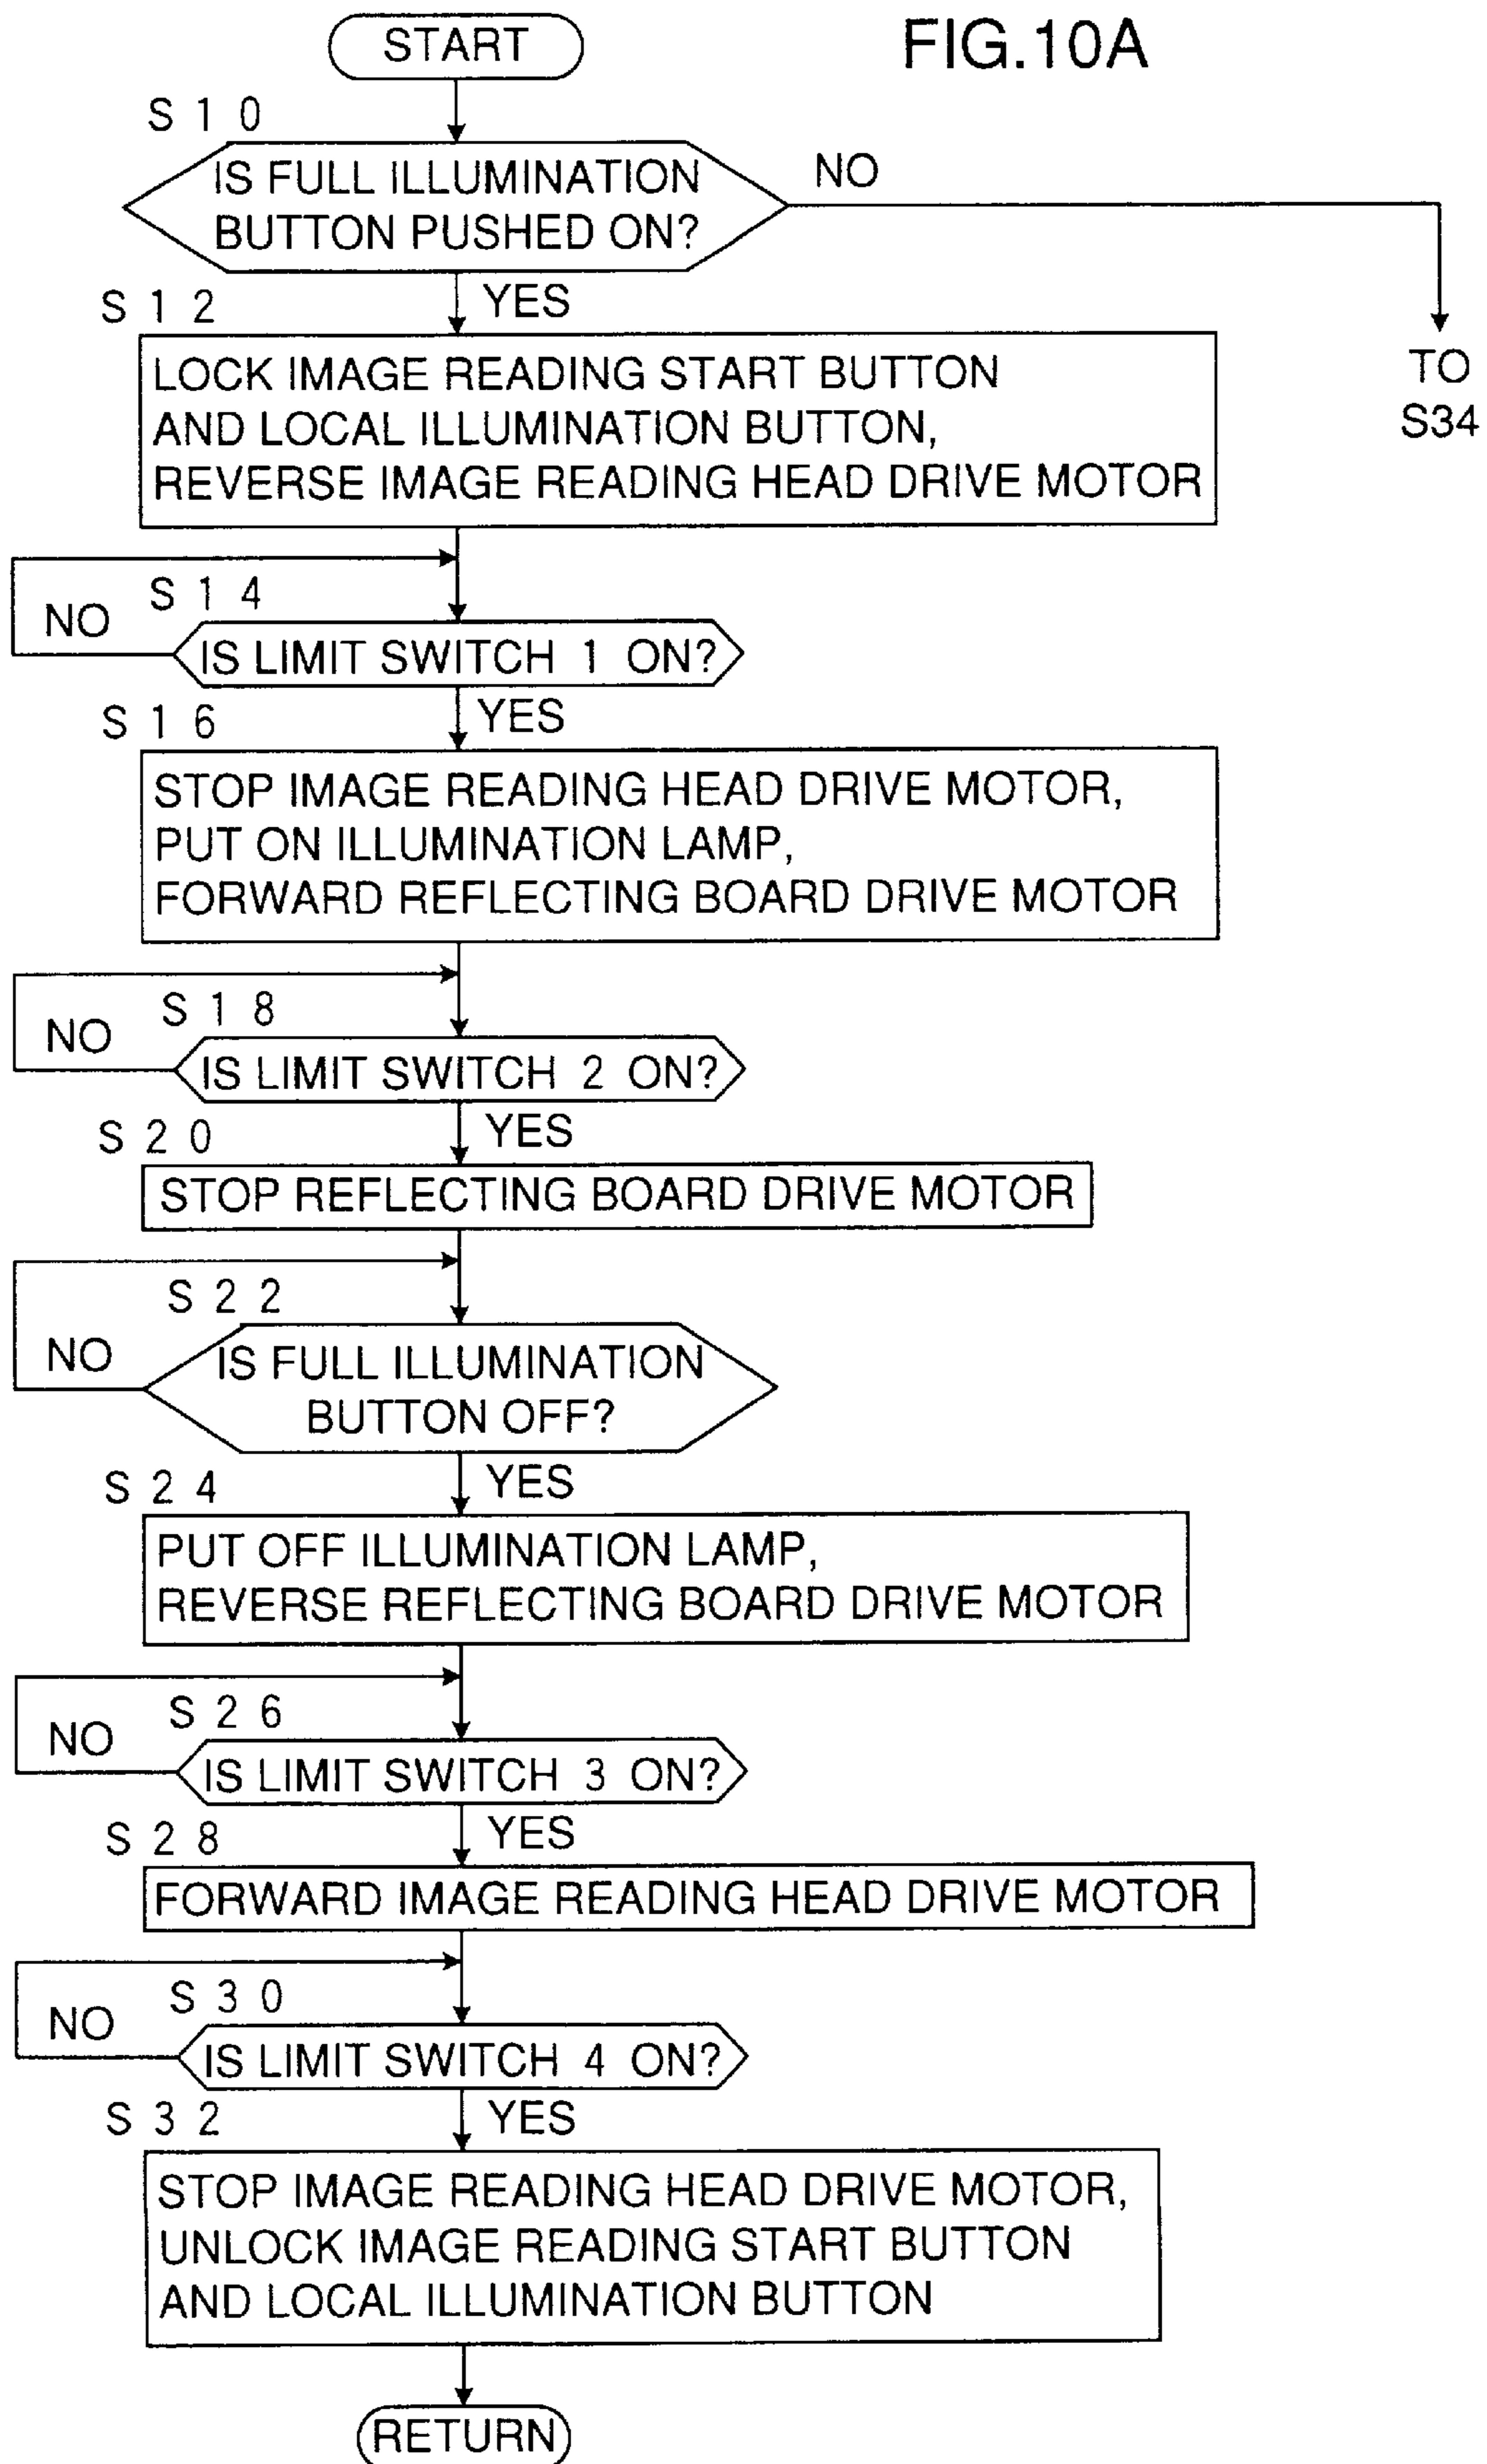 FIG.10A
START
S10
IS FULL ILLUMINATION
BUTTON PUSHED ON?
NO
TO
S34
YES
S12
LOCK IMAGE READING START BUTTON
AND LOCAL ILLUMINATION BUTTON,
REVERSE IMAGE READING HEAD DRIVE MOTOR
S14
NO
IS LIMIT SWITCH 1 ON?
YES
S16
STOP IMAGE READING HEAD DRIVE MOTOR,
PUT ON ILLUMINATION LAMP,
FORWARD REFLECTING BOARD DRIVE MOTOR
S18
NO
IS LIMIT SWITCH 2 ON?
YES
S20
STOP REFLECTING BOARD DRIVE MOTOR
S22
NO
IS FULL ILLUMINATION
BUTTON OFF?
YES
S24
PUT OFF ILLUMINATION LAMP,
REVERSE REFLECTING BOARD DRIVE MOTOR
S26
NO
IS LIMIT SWITCH 3 ON?
YES
S28
FORWARD IMAGE READING HEAD DRIVE MOTOR
S30
NO
IS LIMIT SWITCH 4 ON?
YES
S32
STOP IMAGE READING HEAD DRIVE MOTOR,
UNLOCK IMAGE READING START BUTTON
AND LOCAL ILLUMINATION BUTTON
RETURN